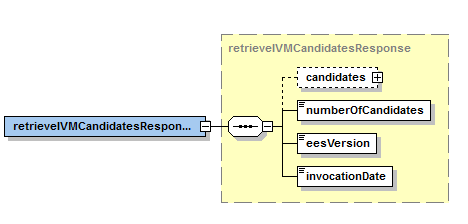 retrieveIVMCandidatesResponse
candidates
numberOfCandidates
retrieveIVMCandidatesRespon...
eesVersion
invocationDate